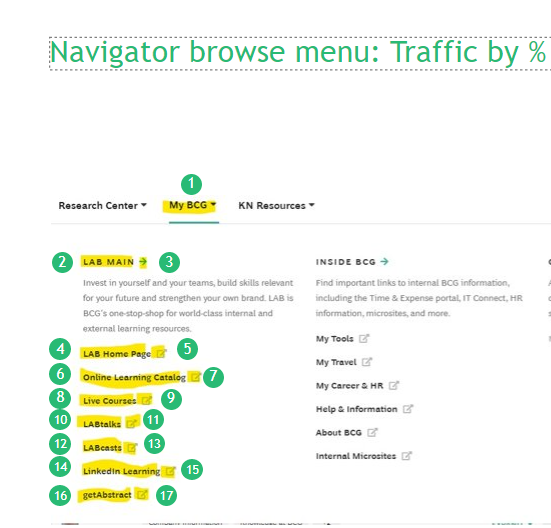 Navigator browse menu: Traffic by %
1
Research Center My BCG KN Resources
2 LAB MAIN → 3 INSIDE BCG →
Invest in yourself and your teams, build skills relevant
for your future and strengthen your own brand. LAB is
BCG's one-stop-shop for world-class internal and
external learning resources.
Find important links to internal BCG information,
including the Time & Expense portal, IT Connect, HR
information, microsites, and more.
4 LAB Home Page 5
6 Online Learning Catalog 7
8 Live Courses 9
10 LABtalks 11
12 LABcasts 13
14 LinkedIn Learning 15
16 getAbstract 17
My Tools
My Travel
My Career & HR
Help & Information
About BCG
Internal Microsites